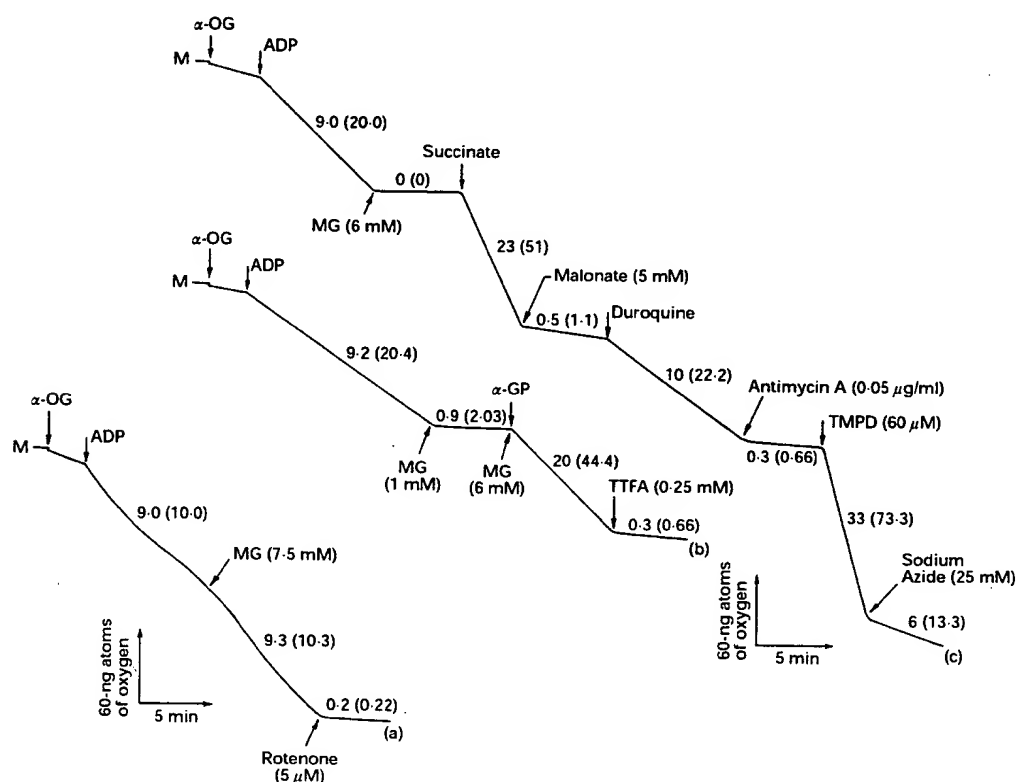 α-OG
M
ADP
9·0 (20·0)
MG (6 mM)
0 (0)
Succinate
23 (51)
Malonate (5 mM)
0·5 (1·1)
Duroquine
10 (22·2)
Antimycin A (0·05 μg/ml)
0·3 (0·66)
TMPD (60 μM)
33 (73·3)
Sodium
Azide (25 mM)
6 (13·3)
(c)
60-ng atoms
of oxygen
5 min
α-OG
M
ADP
9·2 (20·4)
MG
(1 mM)
0·9 (2·03)
α-GP
MG
(6 mM)
20 (44·4)
TTFA (0·25 mM)
0·3 (0·66)
(b)
α-OG
M
ADP
9·0 (10·0)
MG (7·5 mM)
9·3 (10·3)
Rotenone
(5 μM)
0·2 (0·22)
(a)
60-ng atoms
of oxygen
5 min